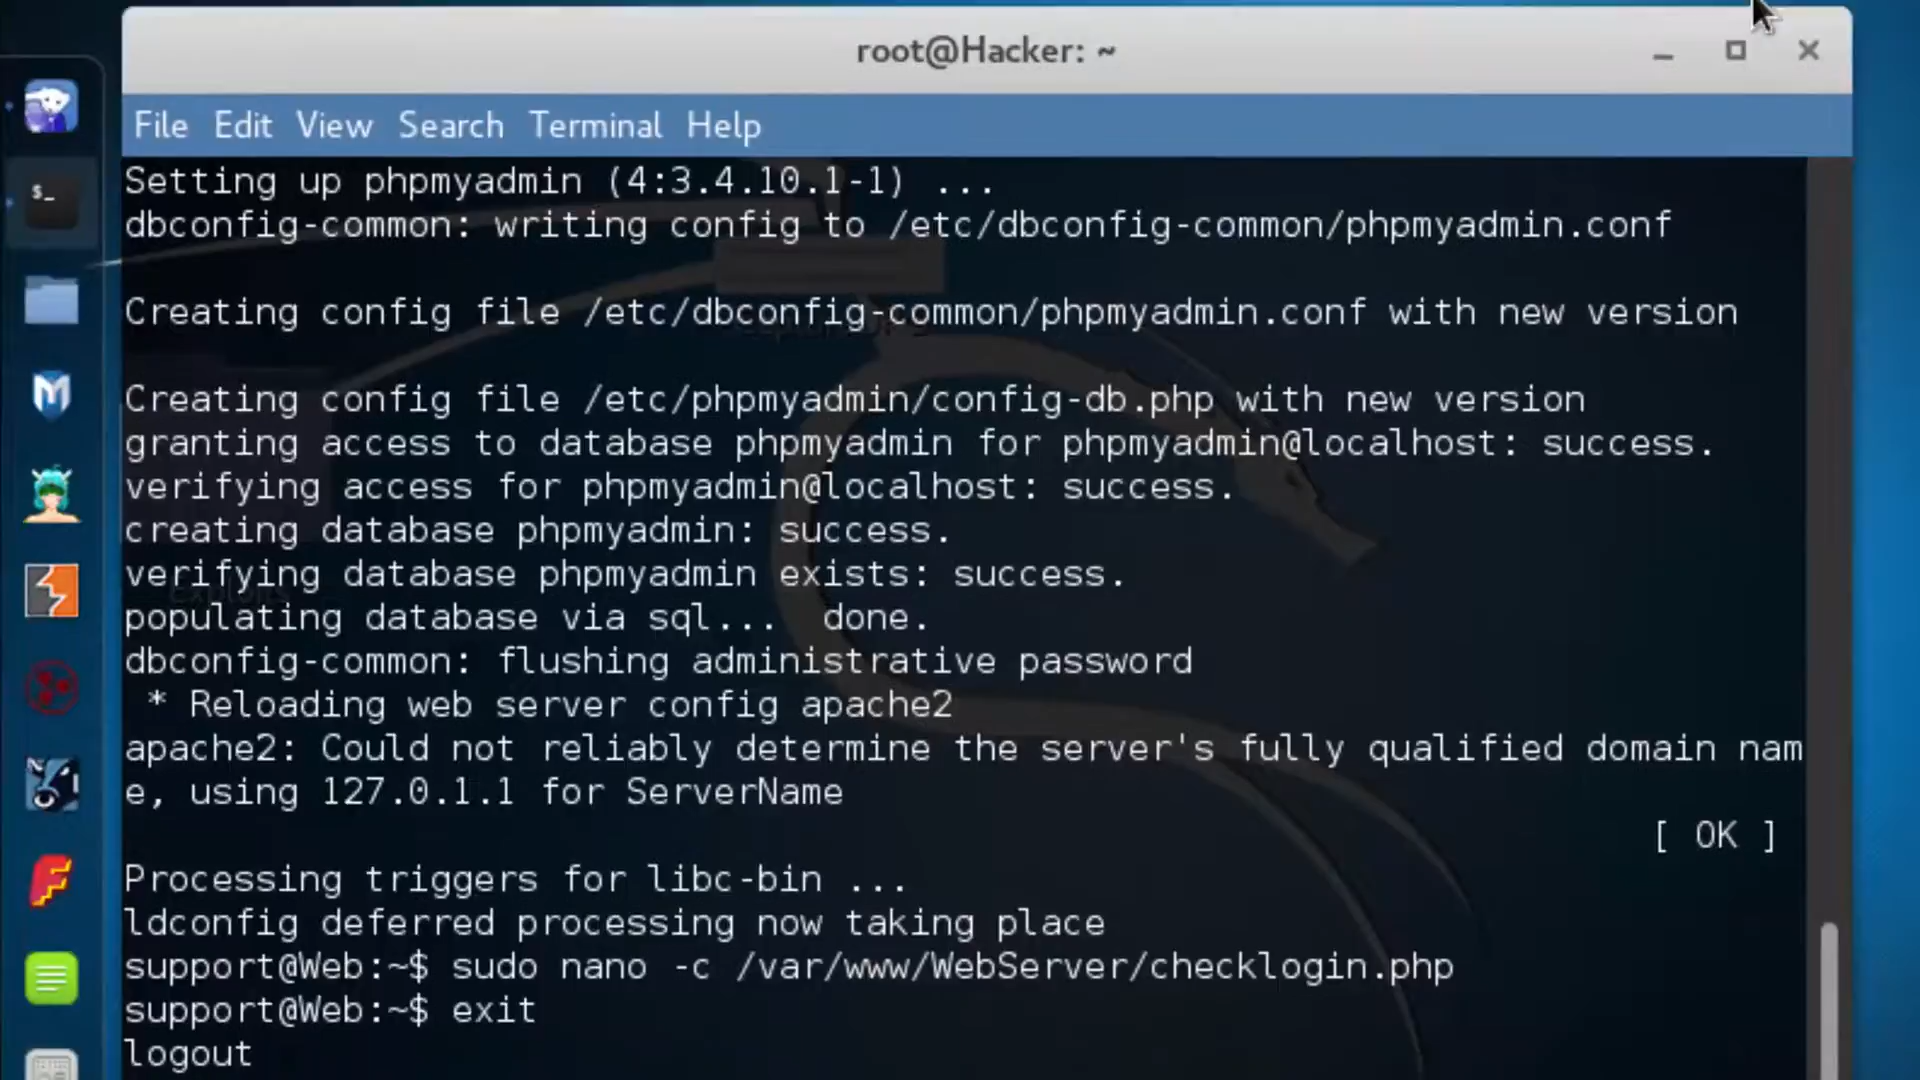 root@Hacker: ~
File Edit View Search Terminal Help
Setting up phpmyadmin (4:3.4.10.1-1) ...
dbconfig-common: writing config to /etc/dbconfig-common/phpmyadmin.conf
Creating config file /etc/dbconfig-common/phpmyadmin.conf with new version
Creating config file /etc/phpmyadmin/config-db.php with new version
granting access to database phpmyadmin for phpmyadmin@localhost: success.
verifying access for phpmyadmin@localhost: success.
creating database phpmyadmin: success.
verifying database phpmyadmin exists: success.
populating database via sql... done.
dbconfig-common: flushing administrative password
* Reloading web server config apache2
apache2: Could not reliably determine the server's fully qualified domain nam
e, using 127.0.1.1 for ServerName
[ OK ]
Processing triggers for libc-bin ...
ldconfig deferred processing now taking place
support@Web:~$ sudo nano -c /var/www/WebServer/checklogin.php
support@Web:~$ exit
logout